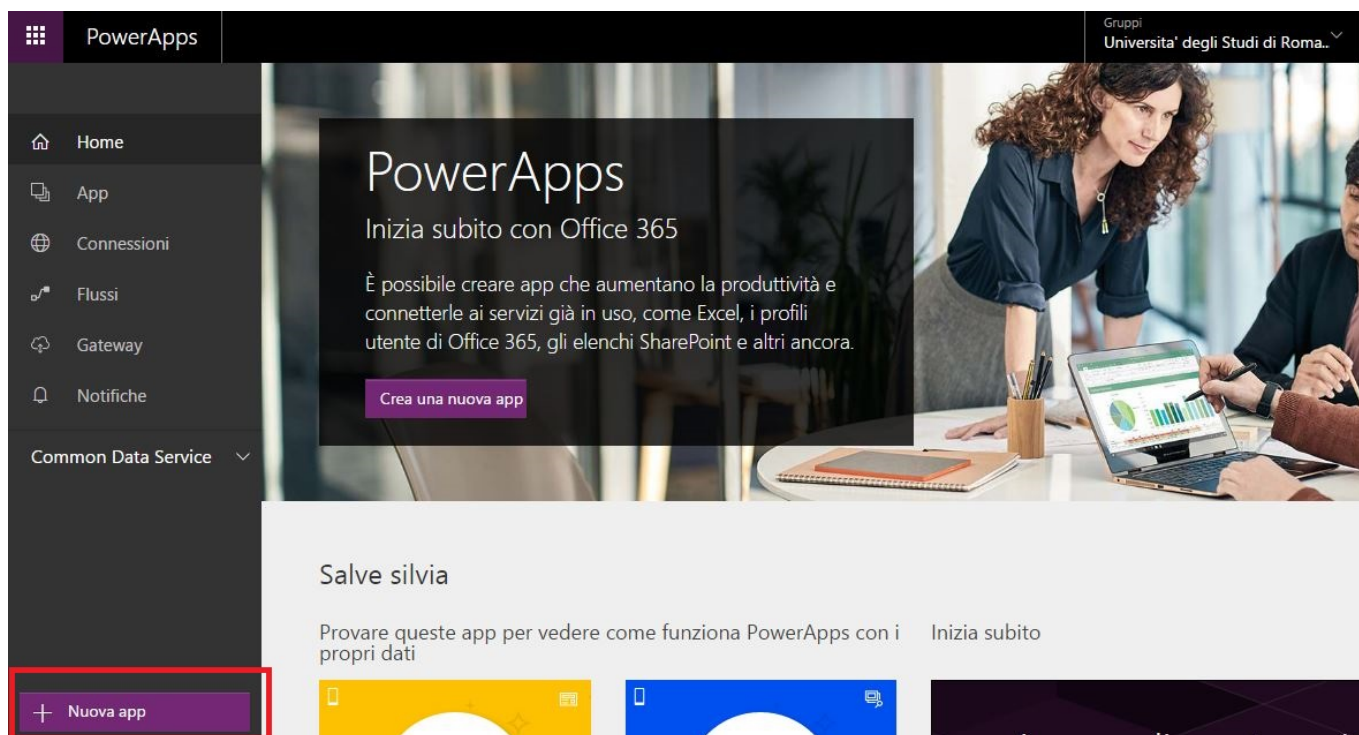 PowerApps
Gruppi
Universita' degli Studi di Roma..
Home
App
Connessioni
Flussi
Gateway
Notifiche
Common Data Service
PowerApps
Inizia subito con Office 365
È possibile creare app che aumentano la produttività e
connetterle ai servizi già in uso, come Excel, i profili
utente di Office 365, gli elenchi SharePoint e altri ancora.
Crea una nuova app
Salve silvia
Provare queste app per vedere come funziona PowerApps con i
propri dati
Inizia subito
Nuova app